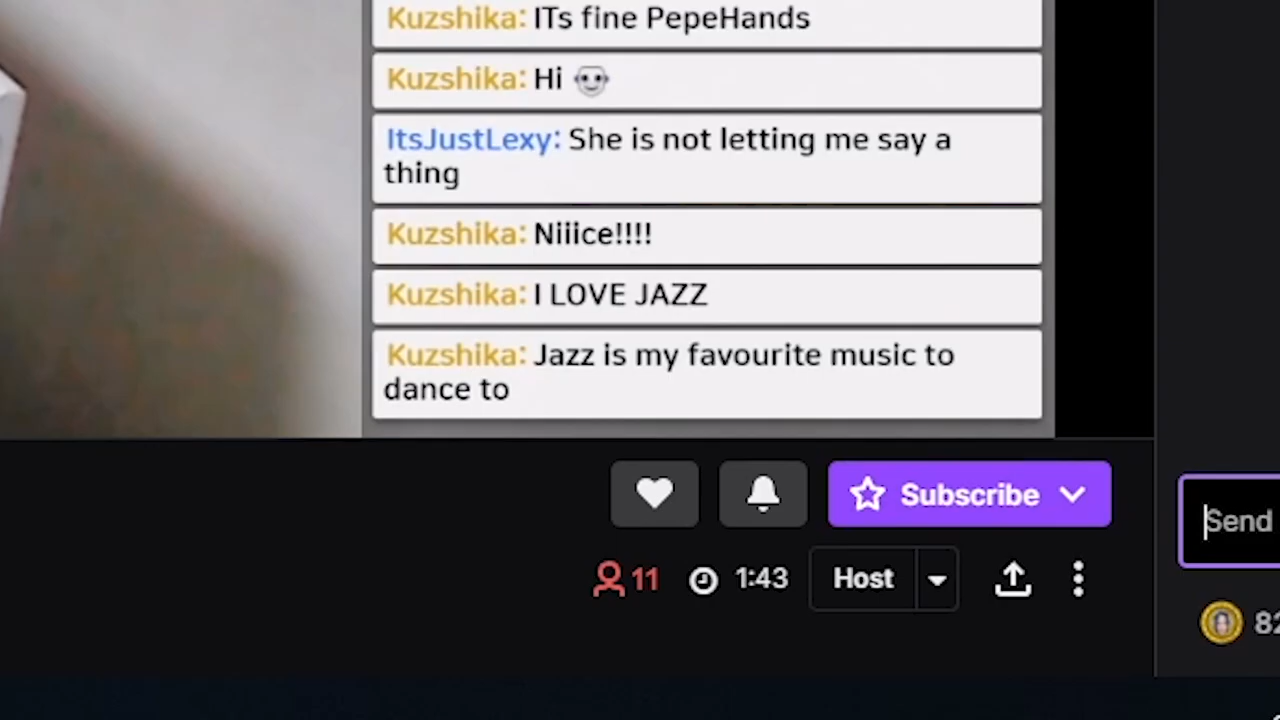 Kuzshika: ITs fine PepeHands
Kuzshika: Hi
ItsJustLexy: She is not letting me say a
thing
Kuzshika: Niiice!!!!
Kuzshika: I LOVE JAZZ
Kuzshika: Jazz is my favourite music to
dance to
Subscribe
11 1:43 Host
Send
82